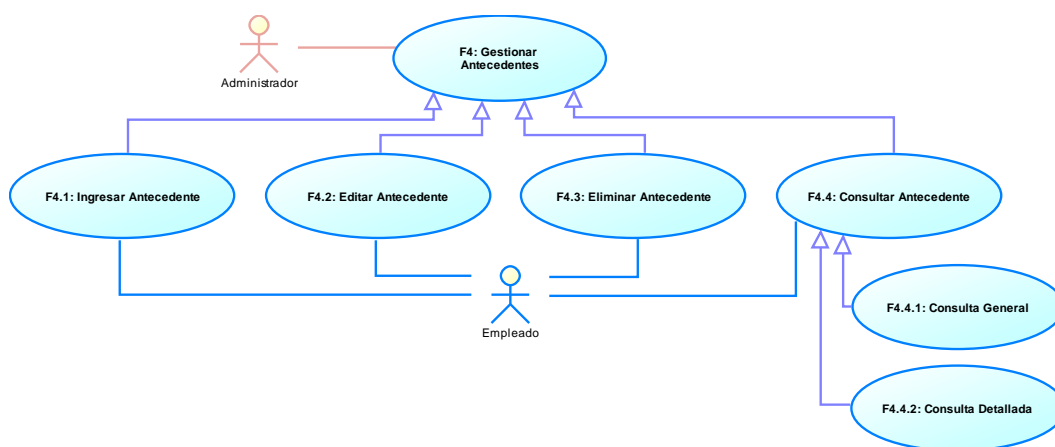 F4: Gestionar
Antecedentes
Administrador
F4.1: Ingresar Antecedente
F4.2: Editar Antecedente
F4.3: Eliminar Antecedente
F4.4: Consultar Antecedente
Empleado
F4.4.1: Consulta General
F4.4.2: Consulta Detallada